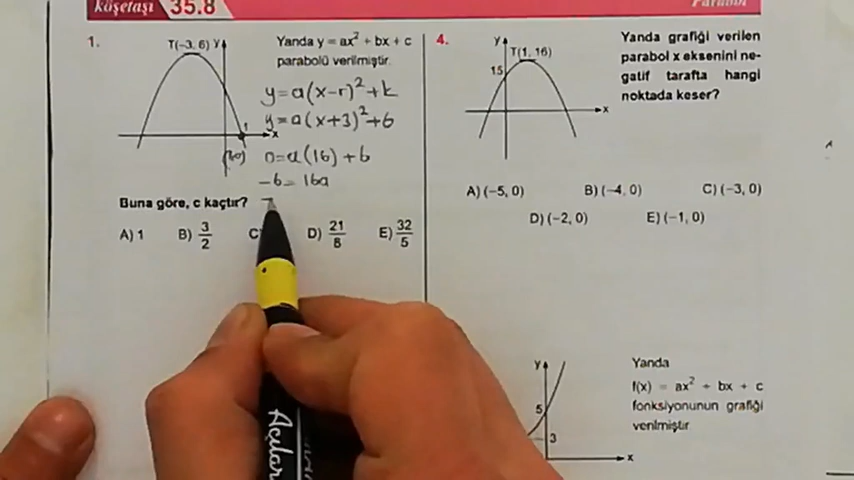 köşetaşı 35.8
Parabol
1.
T(-3, 6) y
1
x
Yanda y = ax² + bx + c
parabolü verilmiştir.
y = a(x-r)² + k
y = a(x+3)² + 6
0 = a(16) + 6
-6 = 16a
Buna göre, c kaçtır?
A) 1 B) 3/2 C) D) 21/8 E) 32/5
4.
y
T(1, 16)
15
x
Yanda grafiği verilen
parabol x eksenini ne-
gatif tarafta hangi
noktada keser?
A) (-5, 0) B) (-4, 0) C) (-3, 0)
D) (-2, 0) E) (-1, 0)
y
5
3
x
Yanda
f(x) = ax² + bx + c
fonksiyonunun grafiği
verilmiştir
Açılar